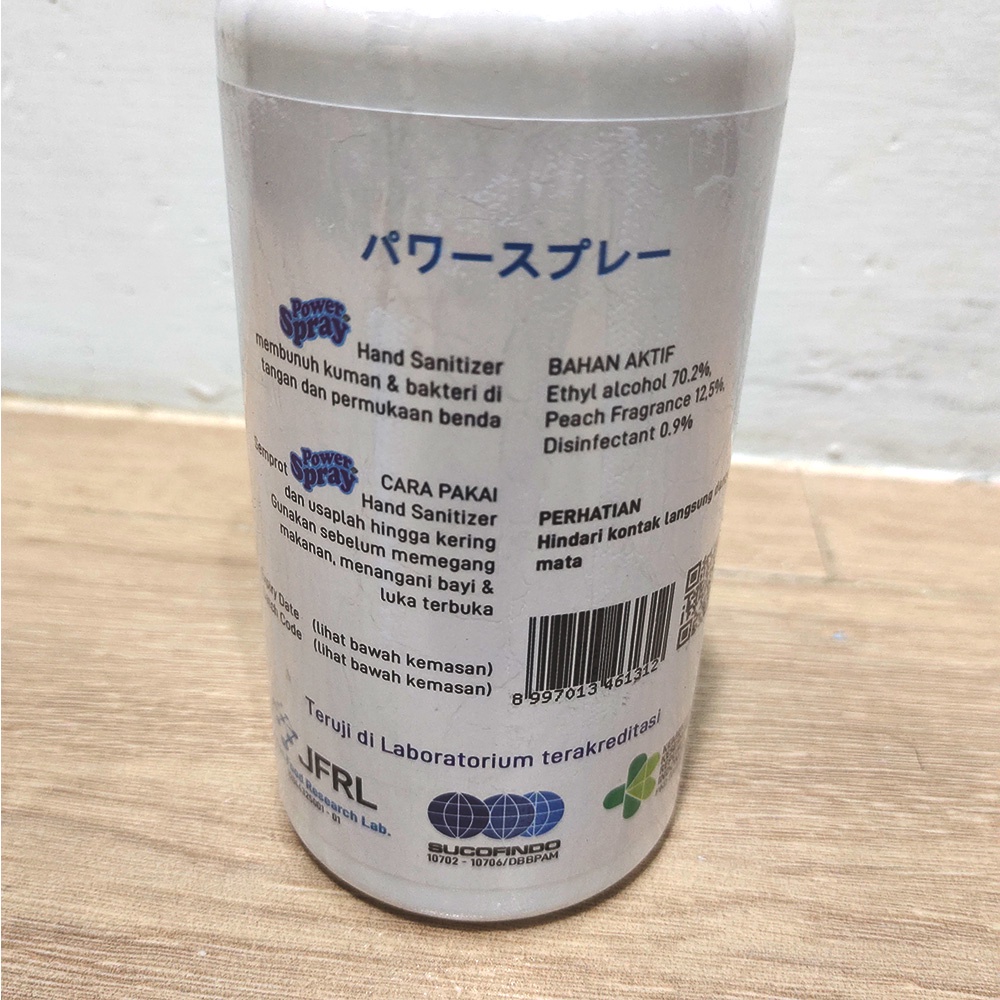 パワースプレー
Power Spray Hand Sanitizer
membunuh kuman & bakteri di
tangan dan permukaan benda
BAHAN AKTIF
Ethyl alcohol 70.2%,
Peach Fragrance 12,5%,
Disinfectant 0.9%
CARA PAKAI
Semprot Power Spray Hand Sanitizer
dan usaplah hingga kering
Gunakan sebelum memegang
makanan, menangani bayi &
luka terbuka
PERHATIAN
Hindari kontak langsung
mata
Date (lihat bawah kemasan)
Code (lihat bawah kemasan)
8 997013 461312
Teruji di Laboratorium terakreditasi
JFRL
Research Lab.
SUCOFINDO
10702 - 10706/DBBPAM